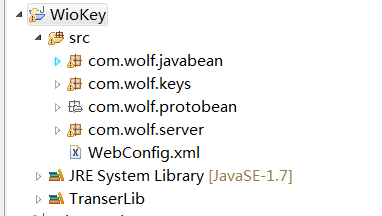 WioKey
src
com.wolf.javabean
com.wolf.keys
com.wolf.protobean
com.wolf.server
WebConfig.xml
JRE System Library [JavaSE-1.7]
TranserLib